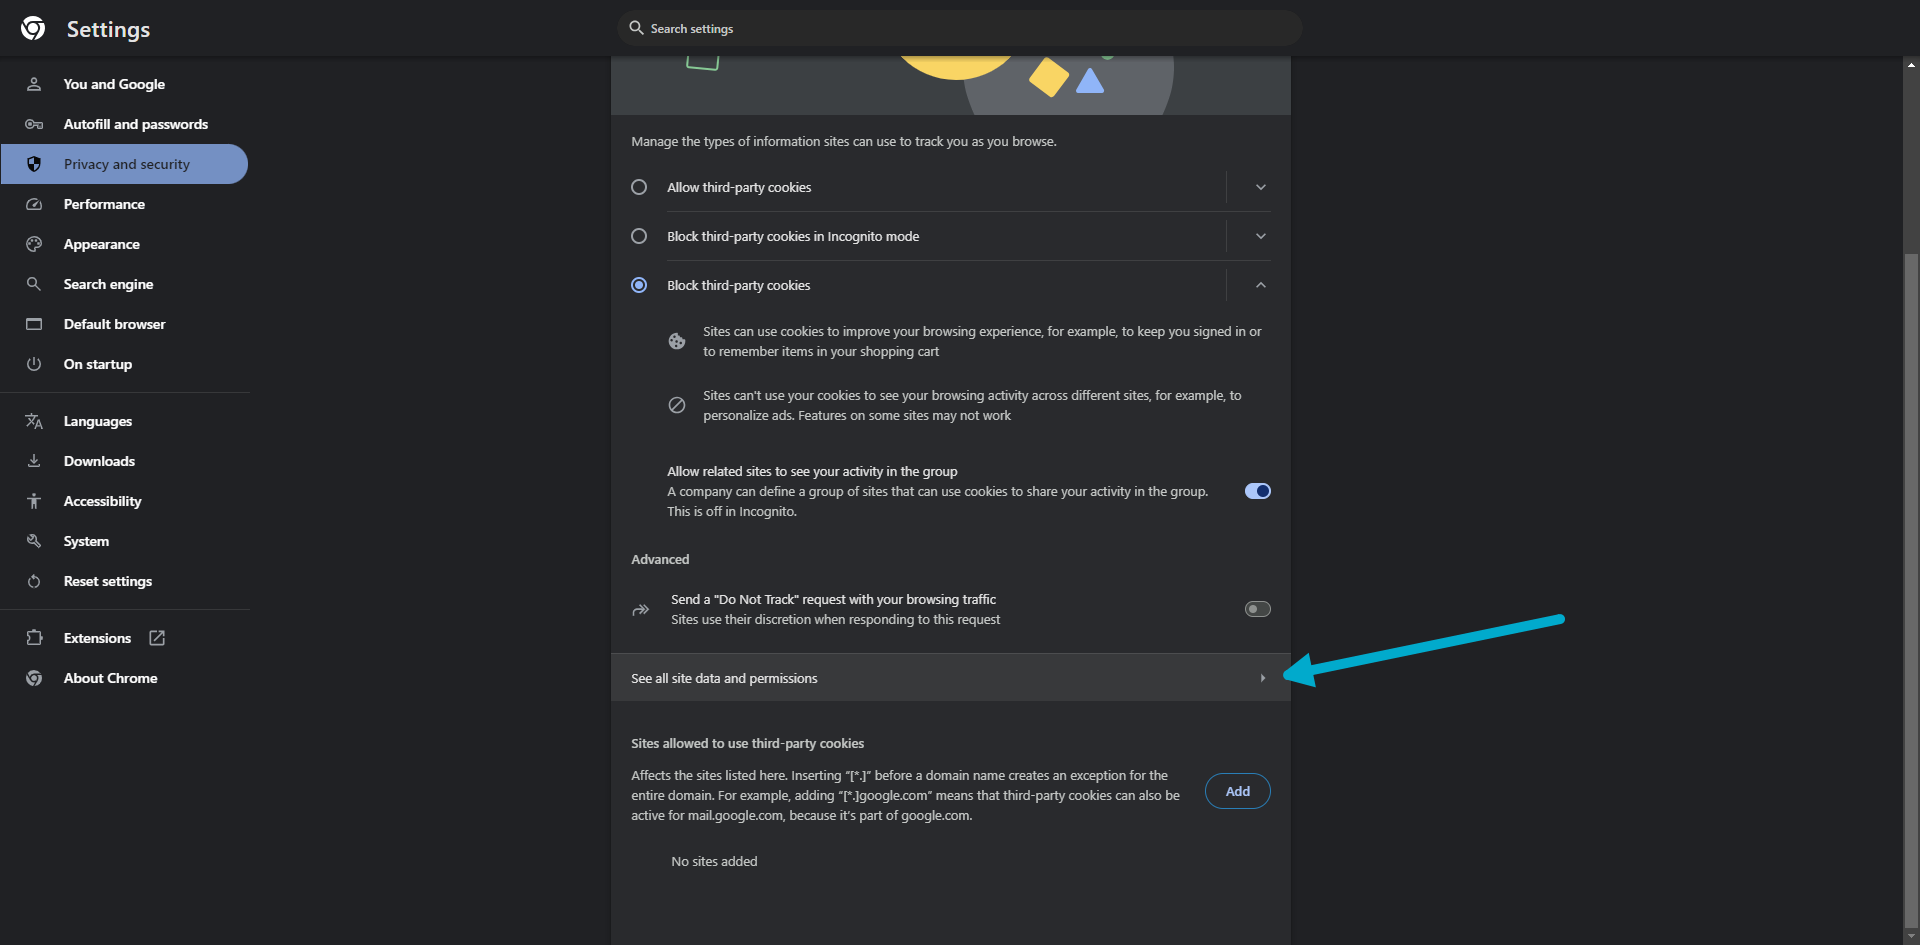 Settings
Search settings
You and Google
Autofill and passwords
Privacy and security
Performance
Appearance
Search engine
Default browser
On startup
Languages
Downloads
Accessibility
System
Reset settings
Extensions
About Chrome
Manage the types of information sites can use to track you as you browse.
Allow third-party cookies
Block third-party cookies in Incognito mode
Block third-party cookies
Sites can use cookies to improve your browsing experience, for example, to keep you signed in or
to remember items in your shopping cart
Sites can't use your cookies to see your browsing activity across different sites, for example, to
personalize ads. Features on some sites may not work
Allow related sites to see your activity in the group
A company can define a group of sites that can use cookies to share your activity in the group.
This is off in Incognito.
Advanced
Send a "Do Not Track" request with your browsing traffic
Sites use their discretion when responding to this request
See all site data and permissions
Sites allowed to use third-party cookies
Affects the sites listed here. Inserting “[*.]” before a domain name creates an exception for the
entire domain. For example, adding “[*.]google.com” means that third-party cookies can also be
active for mail.google.com, because it’s part of google.com.
Add
No sites added